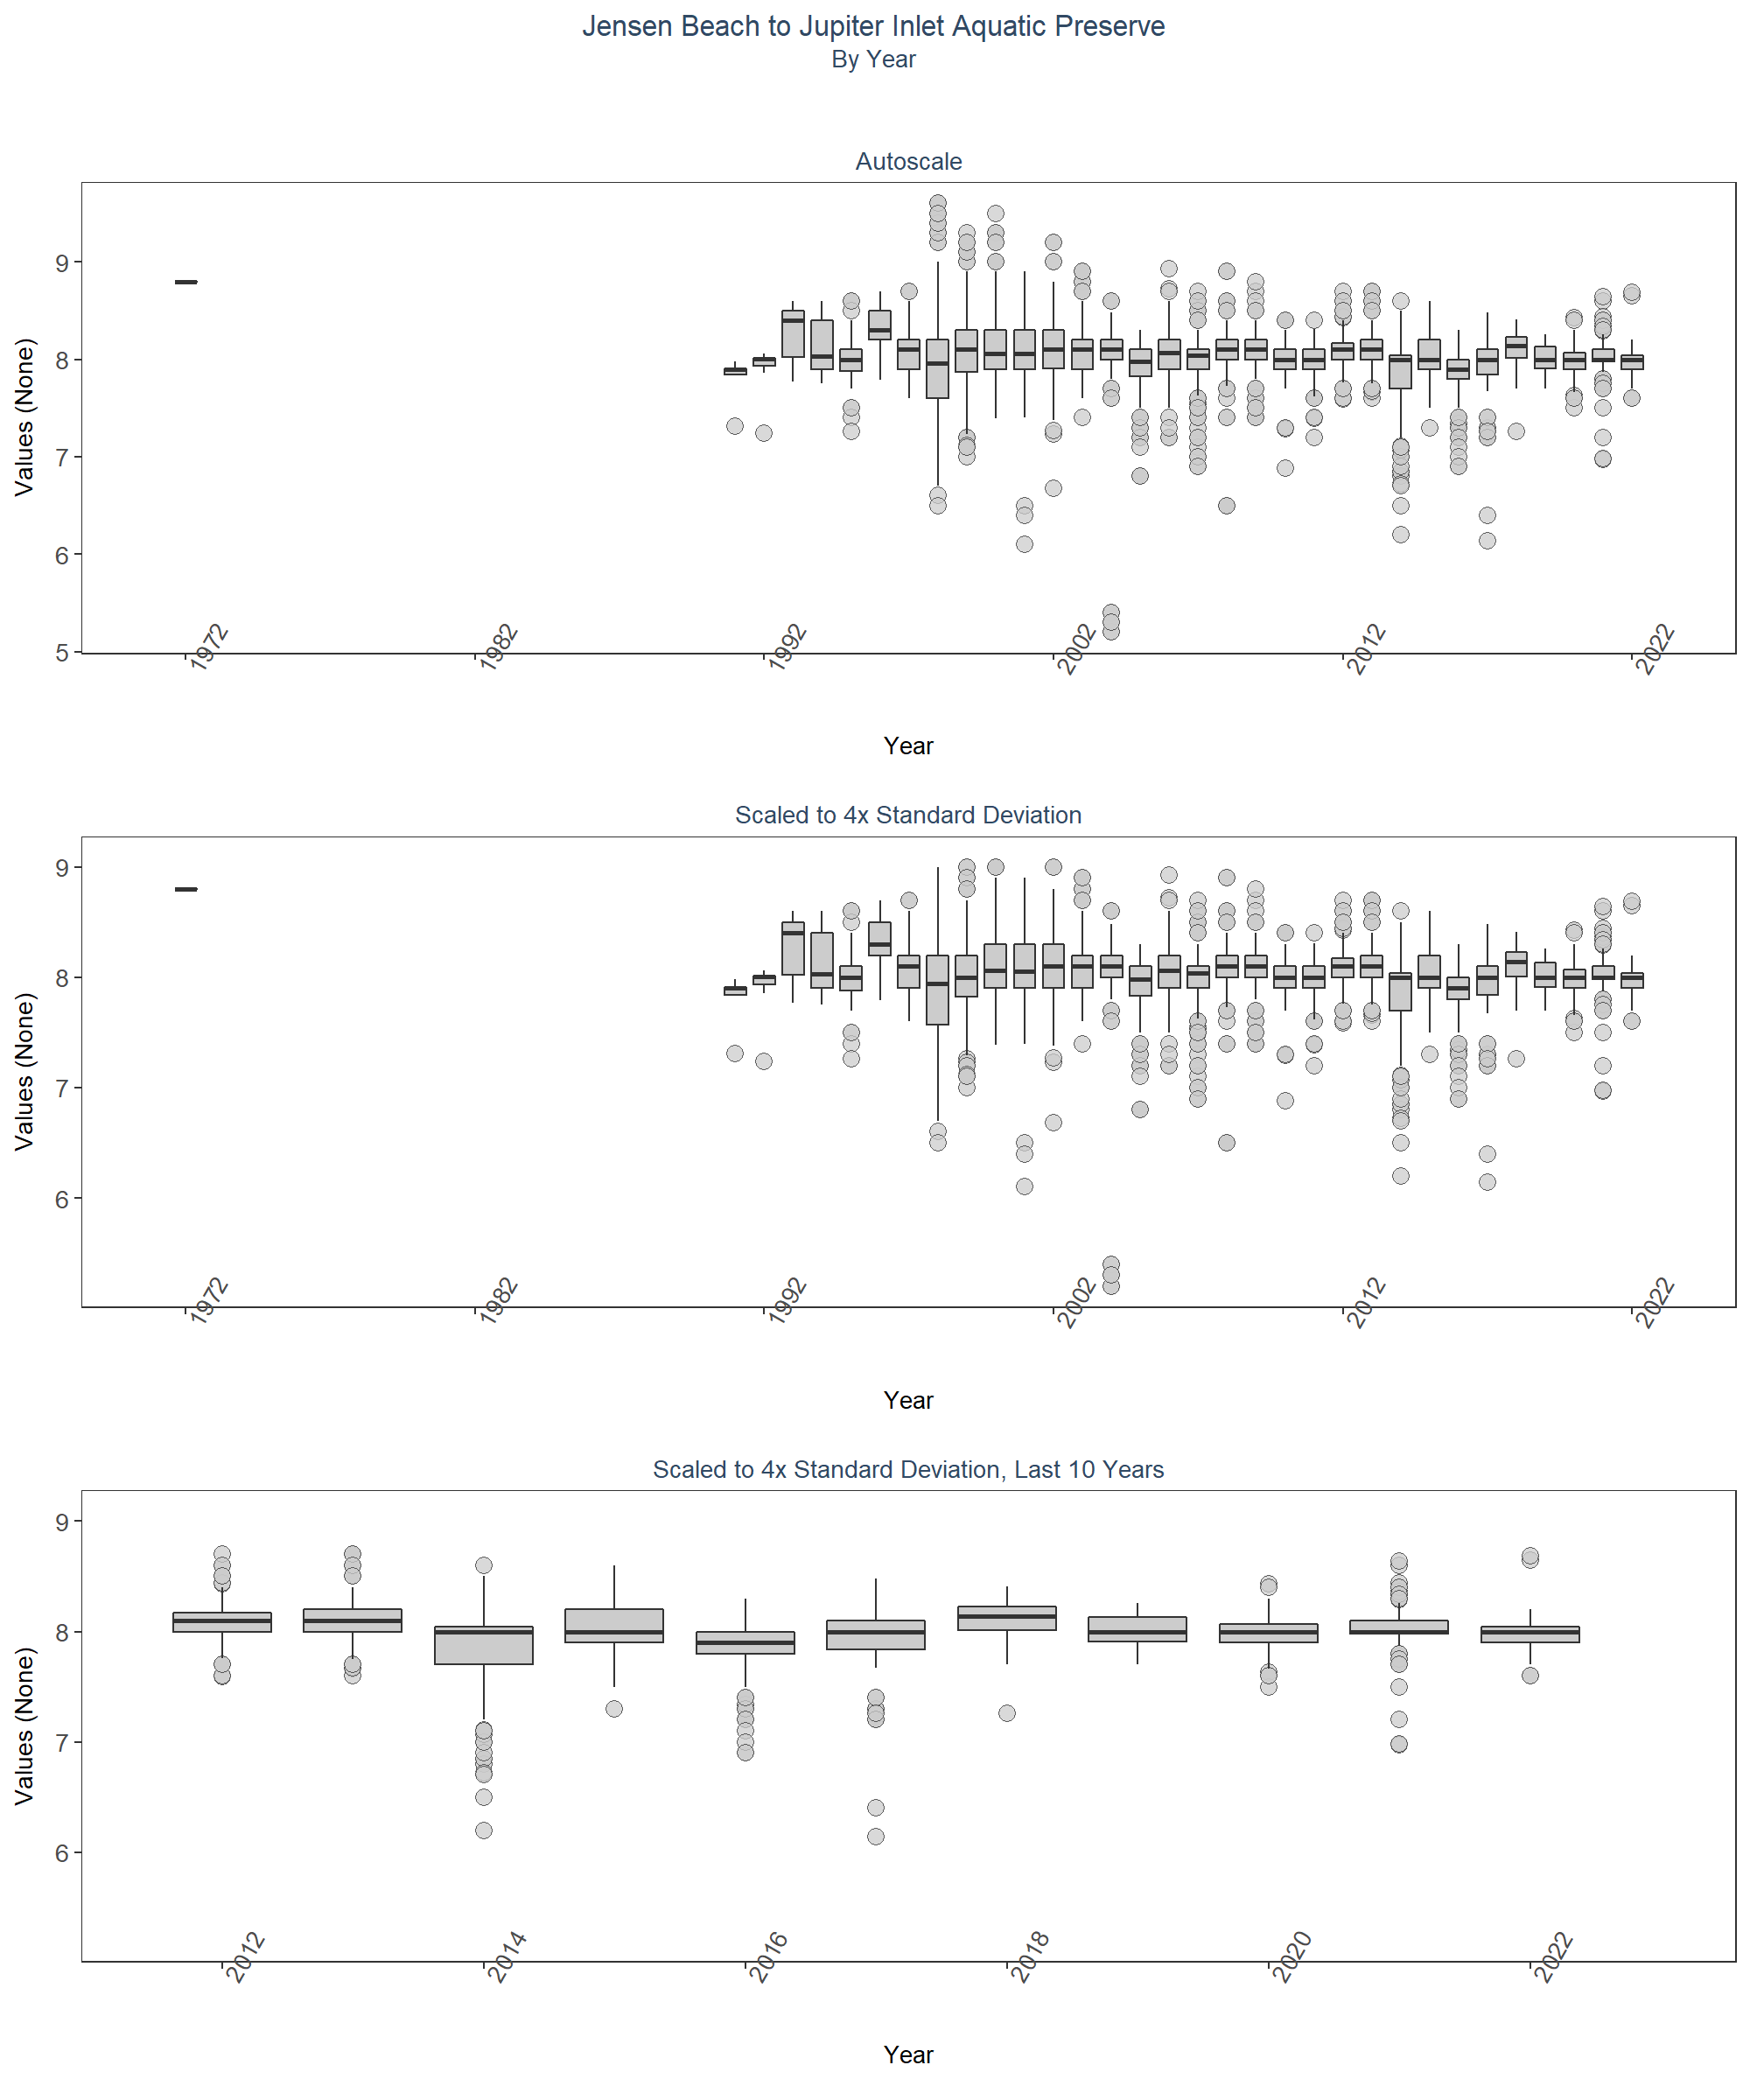 Jensen Beach to Jupiter Inlet Aquatic Preserve
By Year
Autoscale
Values (None)
9
8
7
6
5
1972
1982
1992
2002
2012
2022
Year
Scaled to 4x Standard Deviation
Values (None)
9
8
7
6
1972
1982
1992
2002
2012
2022
Year
Scaled to 4x Standard Deviation, Last 10 Years
Values (None)
9
8
7
6
2012
2014
2016
2018
2020
2022
Year